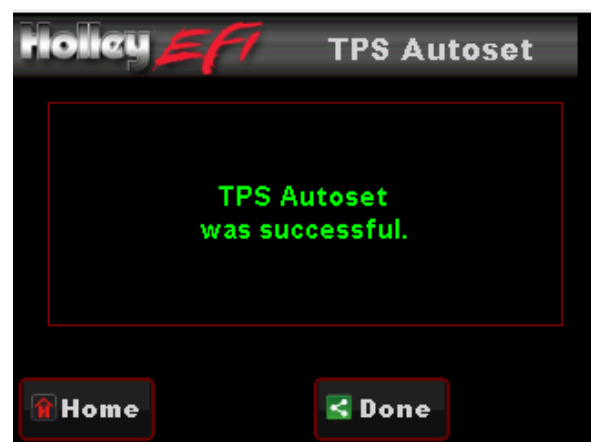 Holley EFI TPS Autoset
TPS Autoset
was successful.
Home Done